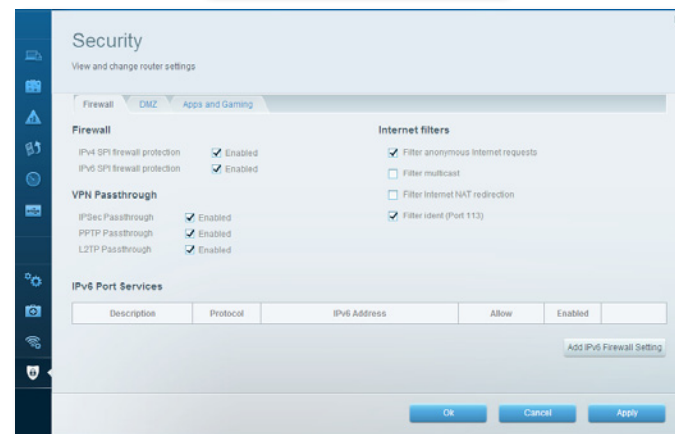 Security
View and change router settings
Firewall DMZ Apps and Gaming
Firewall
IPv4 SPI firewall protection Enabled
IPv6 SPI firewall protection Enabled
VPN Passthrough
IPSec Passthrough Enabled
PPTP Passthrough Enabled
L2TP Passthrough Enabled
Internet filters
Filter anonymous Internet requests
Filter multicast
Filter Internet NAT redirection
Filter ident (Port 113)
IPv6 Port Services
Description Protocol IPv6 Address Allow Enabled
Add IPv6 Firewall Setting
Ok Cancel Apply